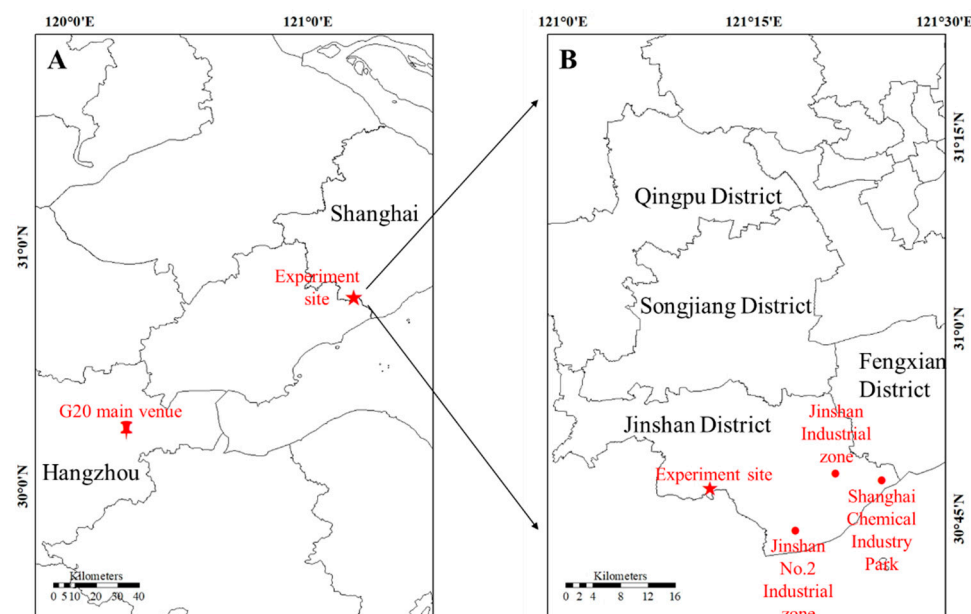 120°0'E
121°0'E
A
31°0'N
30°0'N
Shanghai
Experiment
site
G20 main venue
Hangzhou
Kilometers
0 5 10 20 30 40
121°0'E
121°15'E
121°30'E
B
31°15'N
31°0'N
30°45'N
Qingpu District
Songjiang District
Fengxian
District
Jinshan District
Jinshan
Industrial
zone
Experiment site
Shanghai
Chemical
Industry
Park
Jinshan
No.2
Industrial
zone
Kilometers
0 2 4 8 12 16